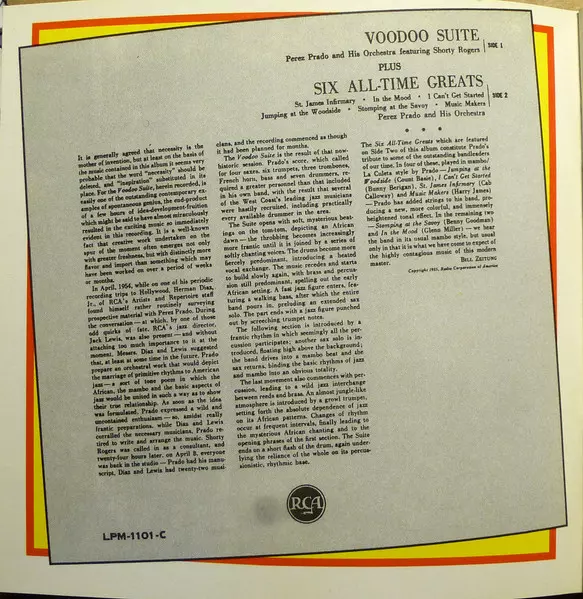 VOODOO SUITE
Perez Prado and His Orchestra featuring Shorty Rogers
SIDE 1
PLUS
SIX ALL-TIME GREATS
SIDE 2
St. James Infirmary • In the Mood • I Can't Get Started
Jumping at the Woodside • Stomping at the Savoy • Music Makers
Perez Prado and His Orchestra
It is generally agreed that necessity is the
mother of invention, but at least on the basis of
the music contained in this album it seems very
probable that the word "necessity" should be
deleted, and "inspiration" substituted in its
place. For the Voodoo Suite, herein recorded, is
easily one of the outstanding contemporary ex-
amples of spontaneous genius, the end-product
of a few hours of idea-development-fruition
which might be said to have almost miraculously
resulted in the exciting music so immediately
evident in this recording. It is a well-known
fact that creative work undertaken on the
spur of the moment often emerges not only
with greater freshness, but with distinctly more
flavor and import than something which may
have been worked on over a period of weeks
or months.
In April, 1954, while on one of his periodic
recording trips to Hollywood, Herman Diaz,
Jr., of RCA's Artists and Repertory staff
found himself rather routinely surveying
prospective material with Perez Prado. During
the conversation — at which, by one of those
odd quirks of fate, RCA's jazz director,
Jack Lewis, was also present — and without
attaching too much importance to it at the
moment, Messrs. Diaz and Lewis suggested
that, at least at some time in the future, Prado
prepare an orchestral work that would depict
the marriage of primitive rhythms to American
jazz — a sort of tone poem in which the
African, the mambo and the basic aspects of
jazz would be united in such a way as to show
their true relationship. As soon as the idea
was formulated, Prado expressed a wild and
uncontained enthusiasm — so, amidst really
frantic preparations, while Diaz and Lewis
corralled the necessary musicians, Prado re-
tired to write and arrange the music. Shorty
Rogers was called in as a consultant, and
twenty-four hours later, on April 8, everyone
was back in the studio — Prado had his manu-
script, Diaz and Lewis had twenty-two musi-
cians, and the recording commenced as though
it had been planned for months.
The Voodoo Suite is the result of that now-
historic session. Prado's score, which called
for four saxes, six trumpets, three trombones,
French horn, bass and seven drummers, re-
quired a greater personnel than that included
in his own band, with the result that several
of the West Coast's leading jazz musicians
were hastily recruited, including practically
every available drummer in the area.
The Suite opens with soft, mysterious beat-
ings on the tom-tom, depicting an African
dawn — the throbbing becomes increasingly
more frantic until it is joined by a series of
softly chanting voices. The drums become more
fiercely predominant, introducing a heated
vocal exchange. The music recedes and starts
to build slowly again, with brass and percus-
sion still predominant, spelling out the early
African setting. A fast jazz figure enters, fea-
turing a walking bass, after which the entire
band pours in, preluding an extended sax
solo. The part ends with a jazz figure punched
out by screeching trumpet notes.
The following section is introduced by a
frantic rhythm in which seemingly all the per-
cussion participates; another sax solo is in-
troduced, floating high above the background;
the band drives into a mambo beat and the
sax returns, binding the basic rhythms of jazz
and mambo into an obvious totality.
The last movement also commences with per-
cussion, leading to a wild jazz interchange
between reeds and brass. An almost jungle-like
atmosphere is introduced by a growl trumpet,
setting forth the absolute dependence of jazz
on its African patterns. Changes of rhythm
occur at frequent intervals, finally leading to
the mysterious African chanting and to the
opening phrases of the first section. The Suite
ends on a short flash of the drum, again under-
lying the reliance of the whole on its percus-
sionistic, rhythmic base.
• • •
The Six All-Time Greats which are featured
on Side Two of this album constitute Prado's
tribute to some of the outstanding bandleaders
of our time. In four of these, played in mambo/
La Culeta style by Prado — Jumping at the
Woodside (Count Basie), I Can't Get Started
(Bunny Berigan), St. James Infirmary (Cab
Calloway) and Music Makers (Harry James)
— Prado has added strings to his band, pro-
ducing a new, more colorful, and immensely
heightened tonal effect. In the remaining two
— Stomping at the Savoy (Benny Goodman)
and In the Mood (Glenn Miller) — we hear
the band in its usual mambo style, but usual
only in that it is what we have come to expect of
the highly contagious music of this modern
master.
BILL ZEITUNG
Copyright 1955, Radio Corporation of America
RCA
LPM-1101-C